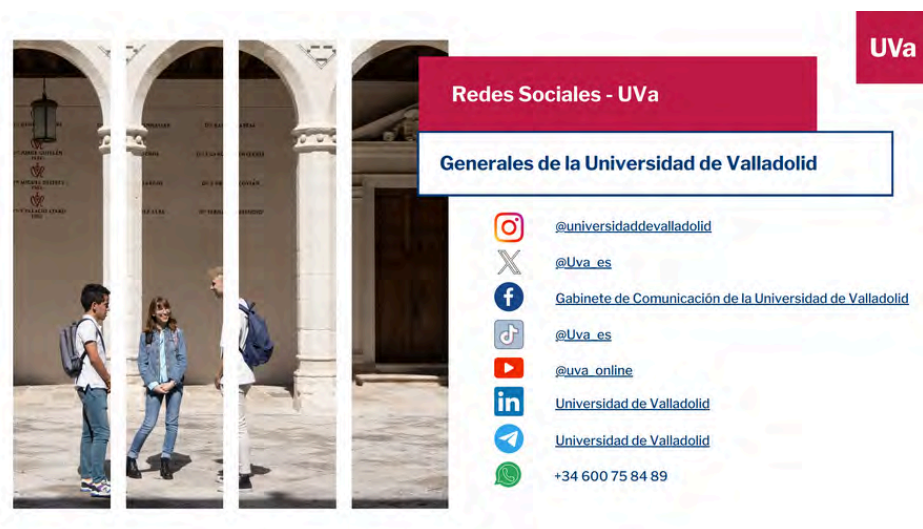 UVa
Redes Sociales - UVa
Generales de la Universidad de Valladolid
@universidaddevalladolid
@Uva_es
Gabinete de Comunicación de la Universidad de Valladolid
@Uva_es
@uva_online
in
Universidad de Valladolid
Universidad de Valladolid
+34 600 75 84 89